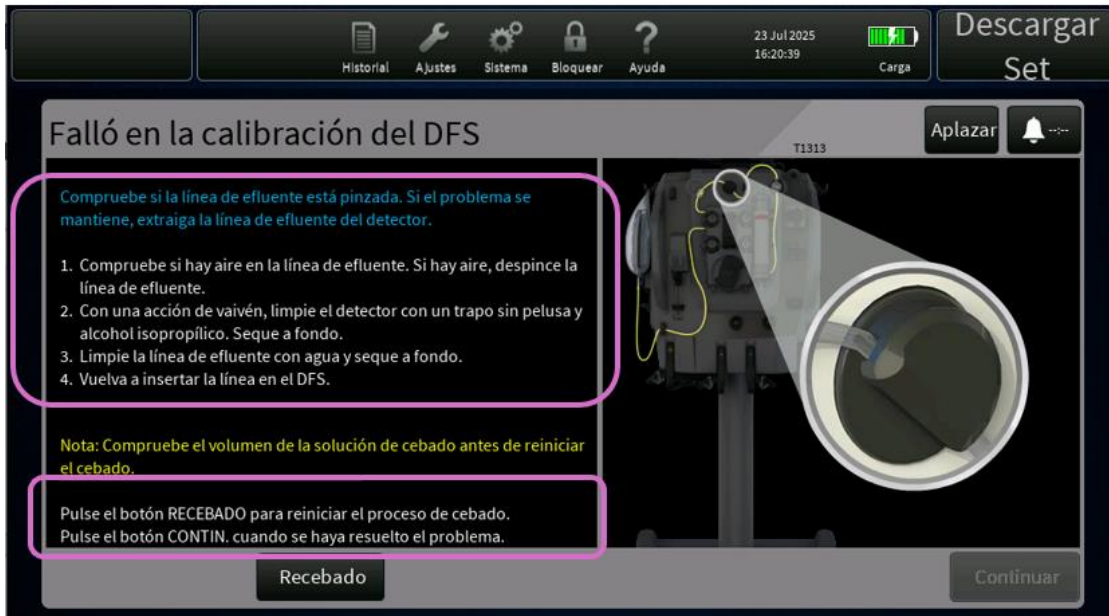 Historial
Ajustes
Sistema
Bloquear
Ayuda
23 Jul 2025
16:20:39
Carga
Descargar
Set
Falló en la calibración del DFS
T1313
Aplazar
--:--
Compruebe si la línea de efluente está pinzada. Si el problema se
mantiene, extraiga la línea de efluente del detector.
1. Compruebe si hay aire en la línea de efluente. Si hay aire, despince la
línea de efluente.
2. Con una acción de vaivén, limpie el detector con un trapo sin pelusa y
alcohol isopropílico. Seque a fondo.
3. Limpie la línea de efluente con agua y seque a fondo.
4. Vuelva a insertar la línea en el DFS.
Nota: Compruebe el volumen de la solución de cebado antes de reiniciar
el cebado.
Pulse el botón RECEBADO para reiniciar el proceso de cebado.
Pulse el botón CONTIN. cuando se haya resuelto el problema.
Recebado
Continuar